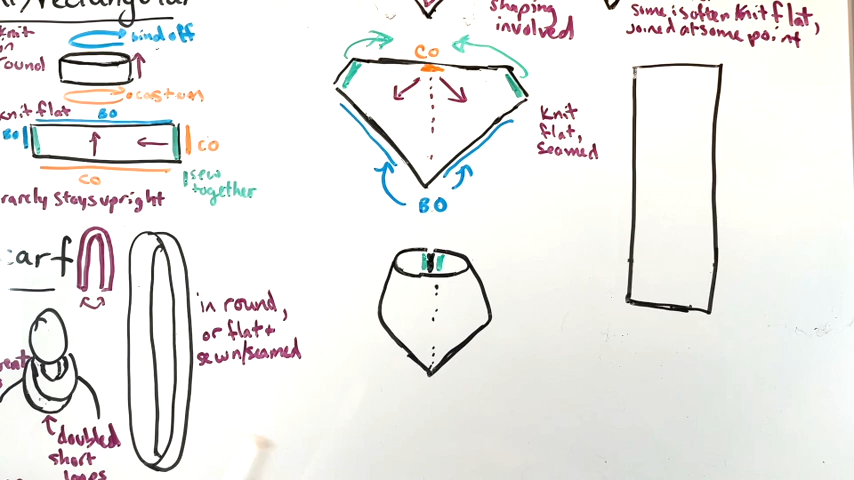 rectangular
knit
bind off
round
cast on
knit flat
BO
BO
CO
CO
sew
together
rarely stays upright
arf
in round,
or flat +
sewn/seamed
doubled
short
loops
shaping
involved
CO
Knit
flat,
seamed
BO
some is often Knit flat,
joined at some point